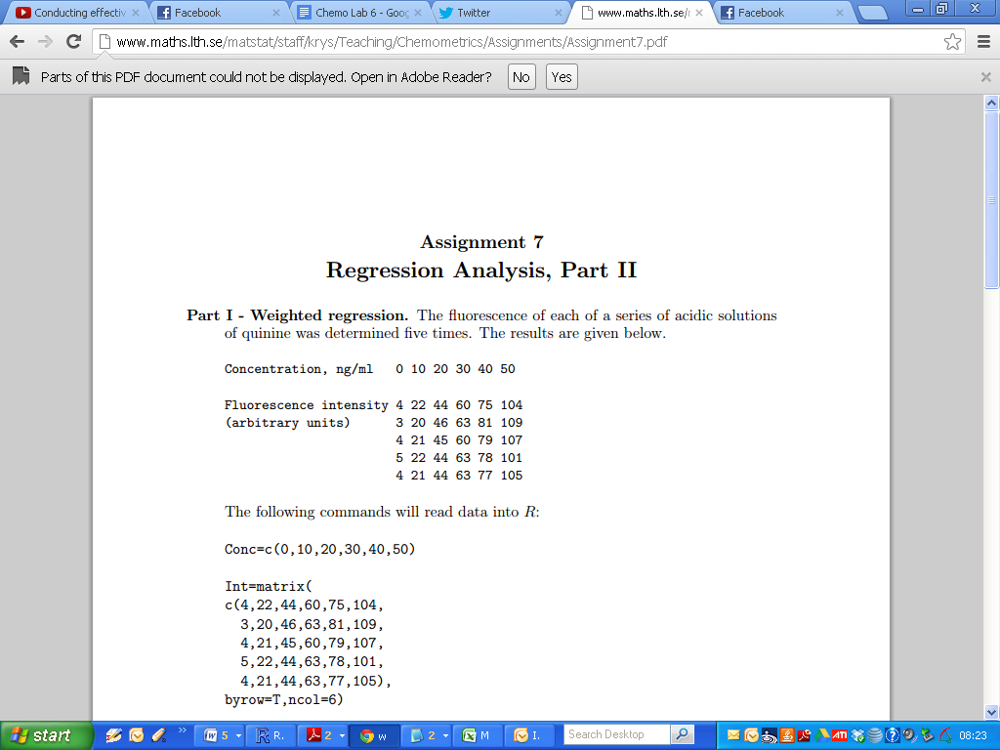 Conducting effectiv
Facebook
Chemo Lab 6 - Goog
Twitter
www.maths.lth.se/r
Facebook
www.maths.lth.se/matstat/staff/krys/Teaching/Chemometrics/Assignments/Assignment7.pdf
Parts of this PDF document could not be displayed. Open in Adobe Reader? No Yes
Assignment 7
Regression Analysis, Part II
Part I - Weighted regression. The fluorescence of each of a series of acidic solutions
of quinine was determined five times. The results are given below.
Concentration, ng/ml 0 10 20 30 40 50
Fluorescence intensity 4 22 44 60 75 104
(arbitrary units) 3 20 46 63 81 109
4 21 45 60 79 107
5 22 44 63 78 101
4 21 44 63 77 105
The following commands will read data into R:
Conc=c(0,10,20,30,40,50)
Int=matrix(
c(4,22,44,60,75,104,
3,20,46,63,81,109,
4,21,45,60,79,107,
5,22,44,63,78,101,
4,21,44,63,77,105),
byrow=T,ncol=6)
start
5
R.
2
w
2
M
I.
Search Desktop
ATI
08:23